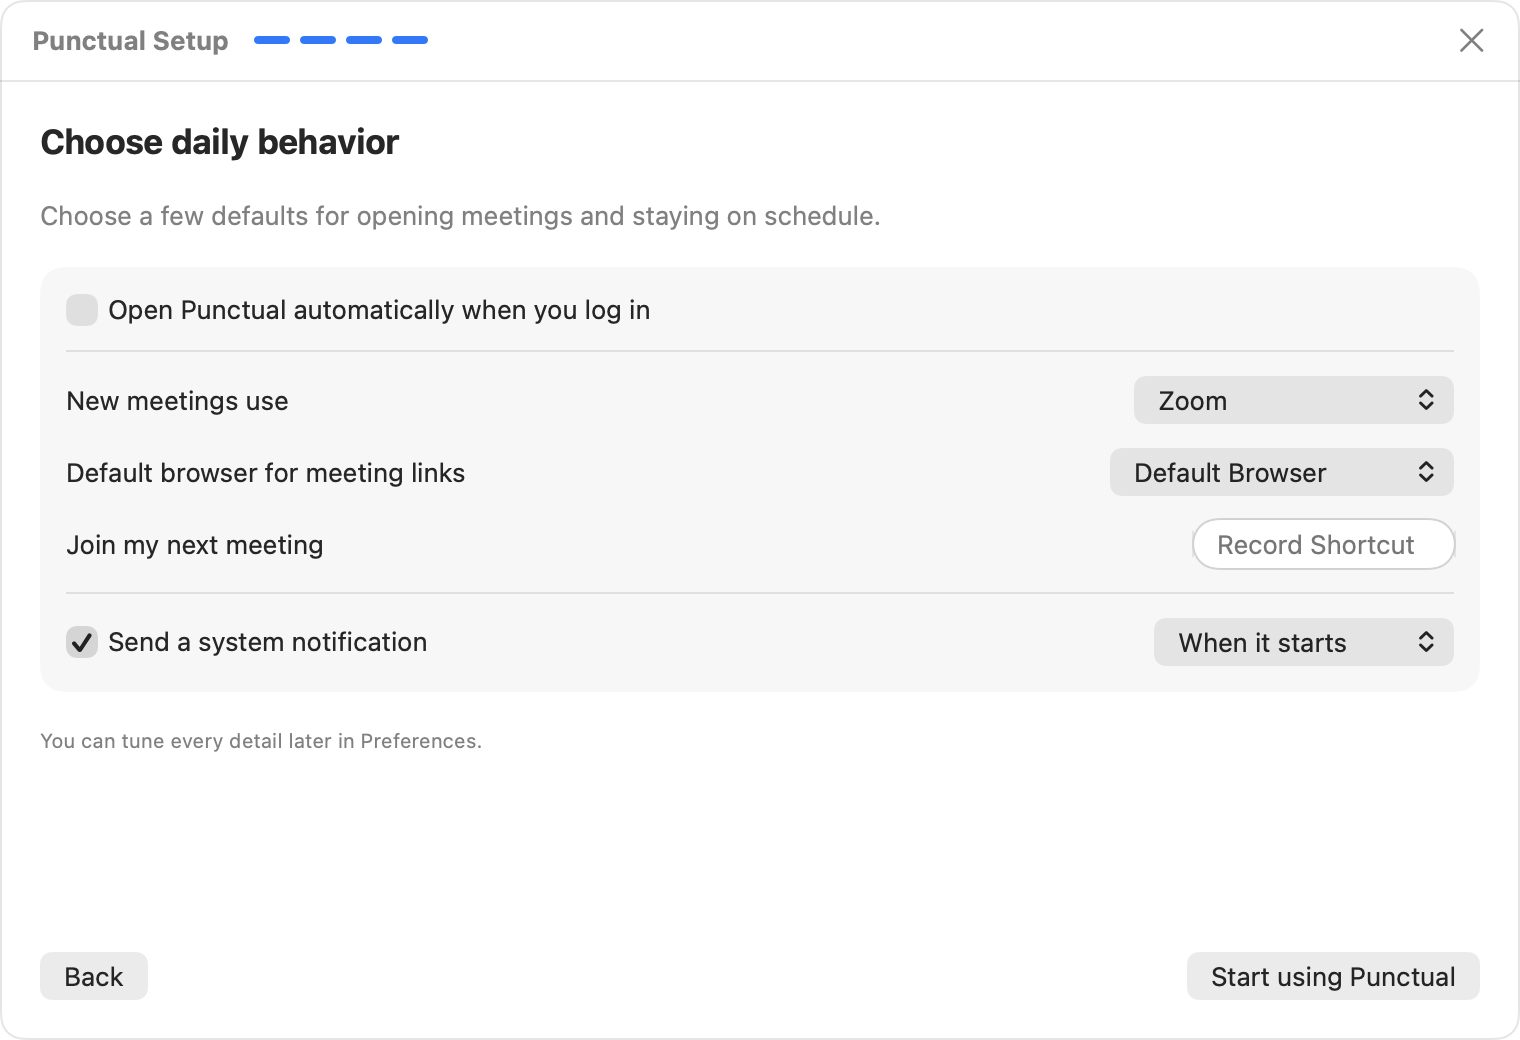 Punctual Setup
Choose daily behavior
Choose a few defaults for opening meetings and staying on schedule.
Open Punctual automatically when you log in
New meetings use
Zoom
Default browser for meeting links
Default Browser
Join my next meeting
Record Shortcut
Send a system notification
When it starts
You can tune every detail later in Preferences.
Back
Start using Punctual